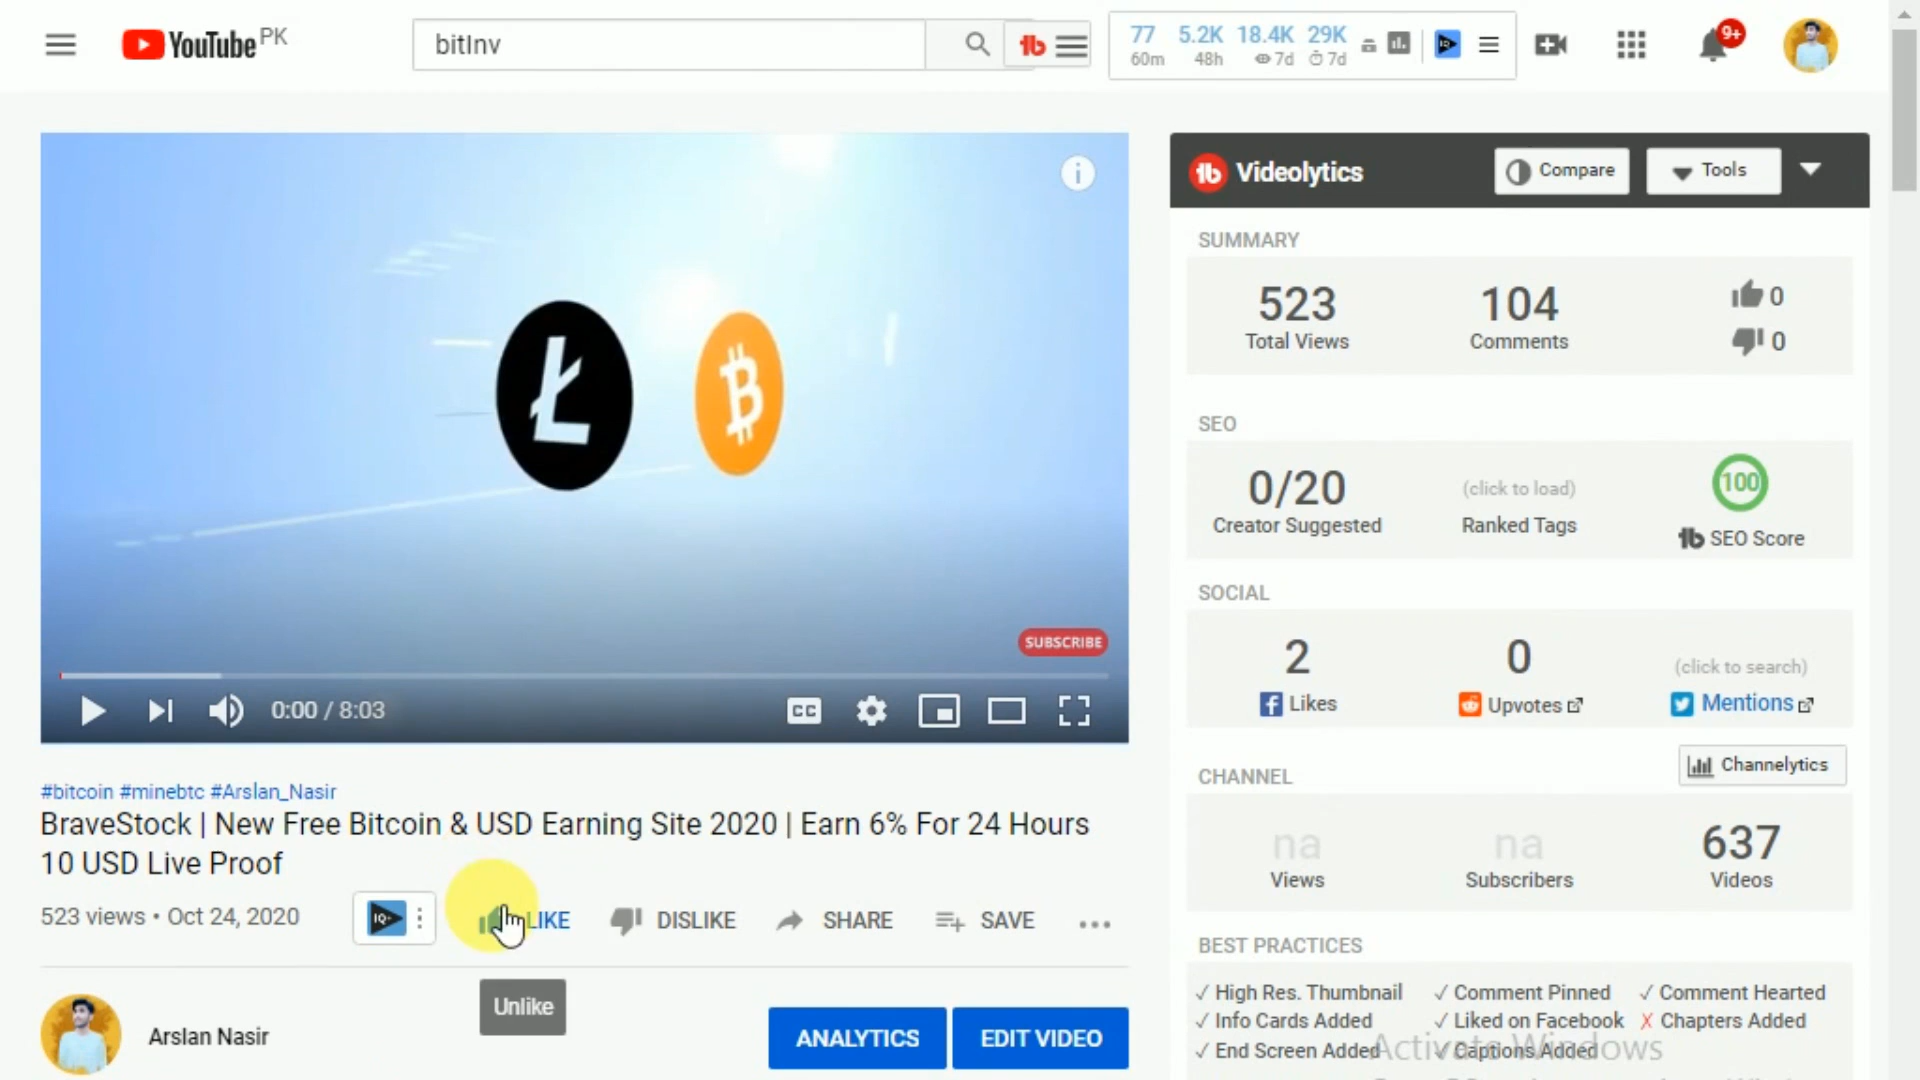 YouTube PK
bitInv
77 5.2K 18.4K 29K
60m 48h 7d 7d
9+
SUBSCRIBE
CC
0:00 / 8:03
#bitcoin #minebtc #Arslan_Nasir
BraveStock | New Free Bitcoin & USD Earning Site 2020 | Earn 6% For 24 Hours
10 USD Live Proof
523 views • Oct 24, 2020
IQ
LIKE
DISLIKE
SHARE
SAVE
Unlike
Arslan Nasir
ANALYTICS
EDIT VIDEO
Videolytics
Compare
Tools
SUMMARY
523 104 0
Total Views Comments 0
SEO
0/20 (click to load) 100
Creator Suggested Ranked Tags SEO Score
SOCIAL
2 0 (click to search)
Likes Upvotes Mentions
CHANNEL
Channelytics
na na 637
Views Subscribers Videos
BEST PRACTICES
✓ High Res. Thumbnail ✓ Comment Pinned ✓ Comment Hearted
✓ Info Cards Added ✓ Liked on Facebook X Chapters Added
✓ End Screen Added ✓ Captions Added
Activate Windows